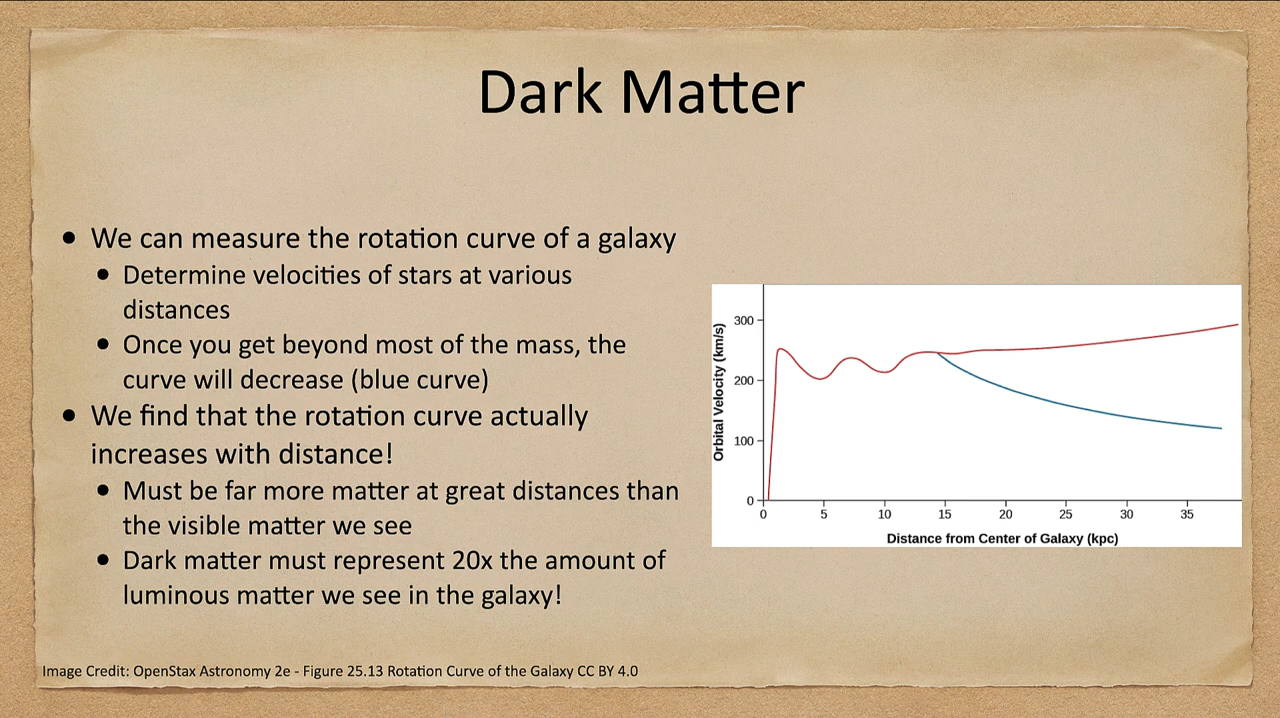 Dark Matter
• We can measure the rotation curve of a galaxy
• Determine velocities of stars at various
distances
• Once you get beyond most of the mass, the
curve will decrease (blue curve)
• We find that the rotation curve actually
increases with distance!
• Must be far more matter at great distances than
the visible matter we see
• Dark matter must represent 20x the amount of
luminous matter we see in the galaxy!
Orbital Velocity (km/s)
300
200
100
0
0 5 10 15 20 25 30 35
Distance from Center of Galaxy (kpc)
Image Credit: OpenStax Astronomy 2e - Figure 25.13 Rotation Curve of the Galaxy CC BY 4.0